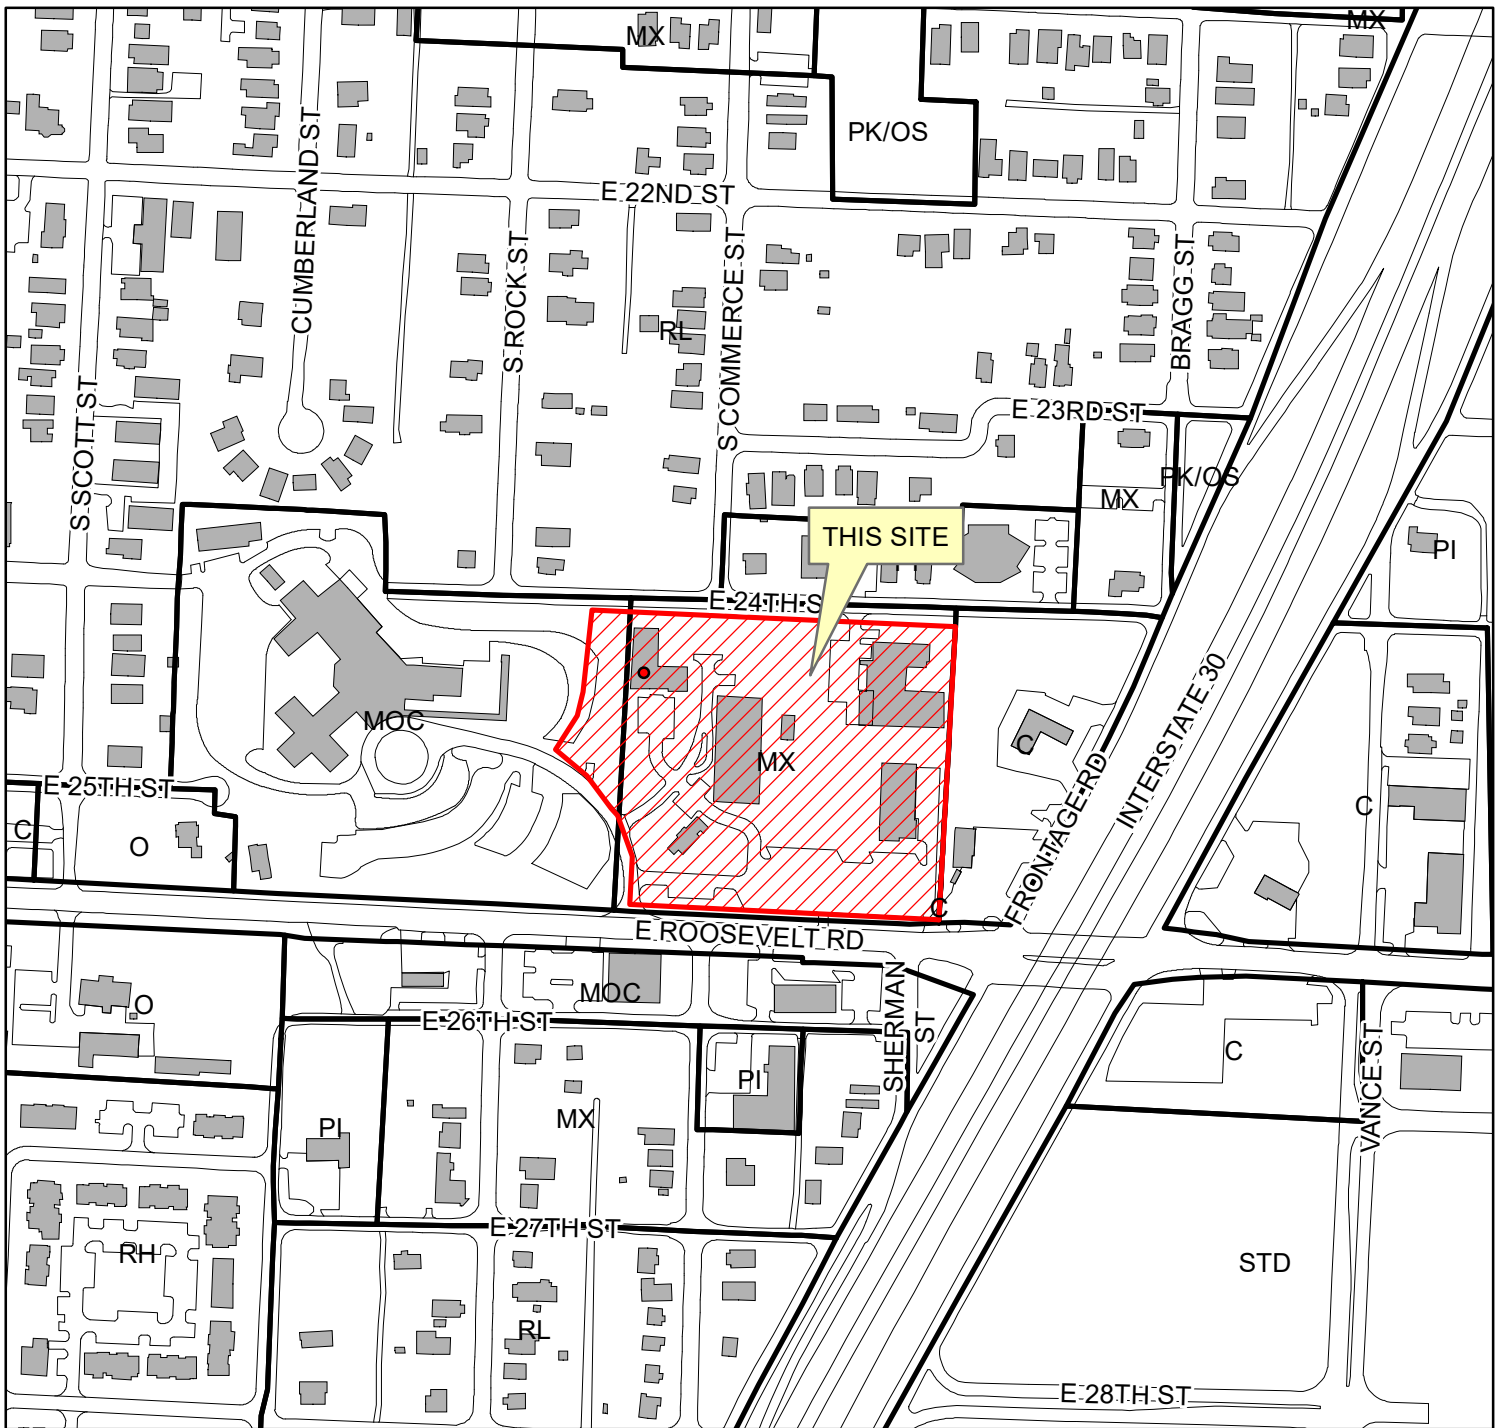 MX
MX
PK/OS
CUMBERLAND ST
E 22ND ST
S ROCK ST
S COMMERCE ST
BRAGG ST
RL
S SCOTT ST
E 23RD ST
PK/OS
MX
THIS SITE
PI
E 24TH S
MOC
INTERSTATE 30
C
MX
E 25TH ST
FRONTAGE RD
C
C
O
C
E ROOSEVELT RD
MOC
O
SHERMAN
ST
E 26TH ST
C
VANCE ST
PI
MX
PI
E 27TH ST
RH
STD
RL
E 28TH ST